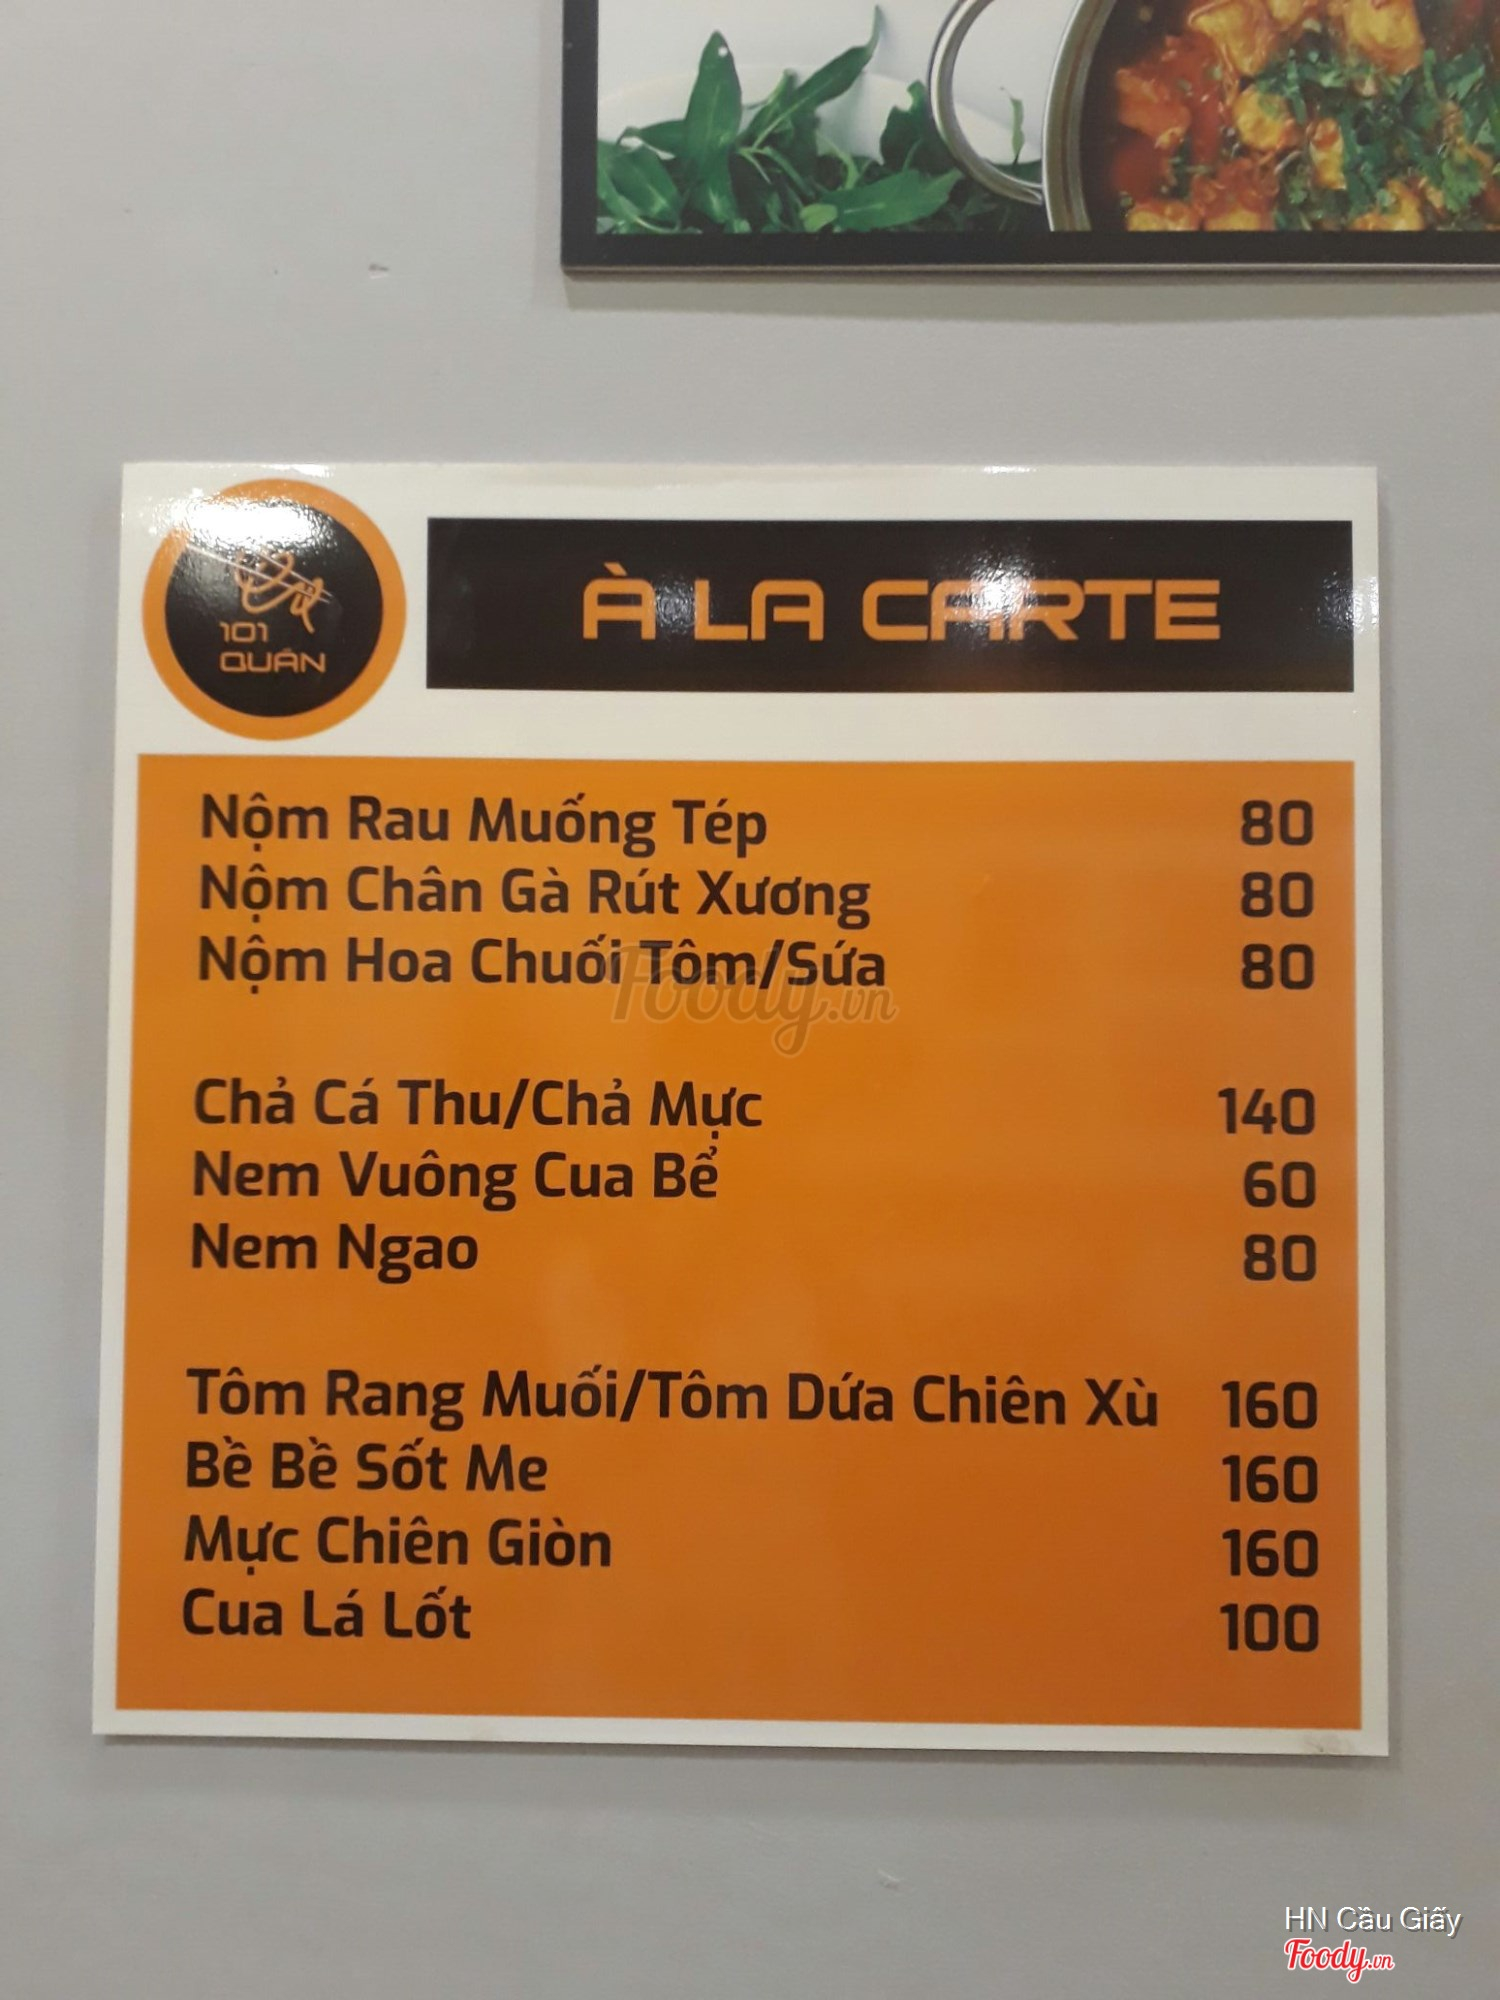 101
QUÁN
À LA CARTE
Nộm Rau Muống Tép 80
Nộm Chân Gà Rút Xương 80
Nộm Hoa Chuối Tôm/Sứa 80
Foody.vn
Chả Cá Thu/Chả Mực 140
Nem Vuông Cua Bể 60
Nem Ngao 80
Tôm Rang Muối/Tôm Dứa Chiên Xù 160
Bề Bề Sốt Me 160
Mực Chiên Giòn 160
Cua Lá Lốt 100
HN Cầu Giấy
Foody.vn